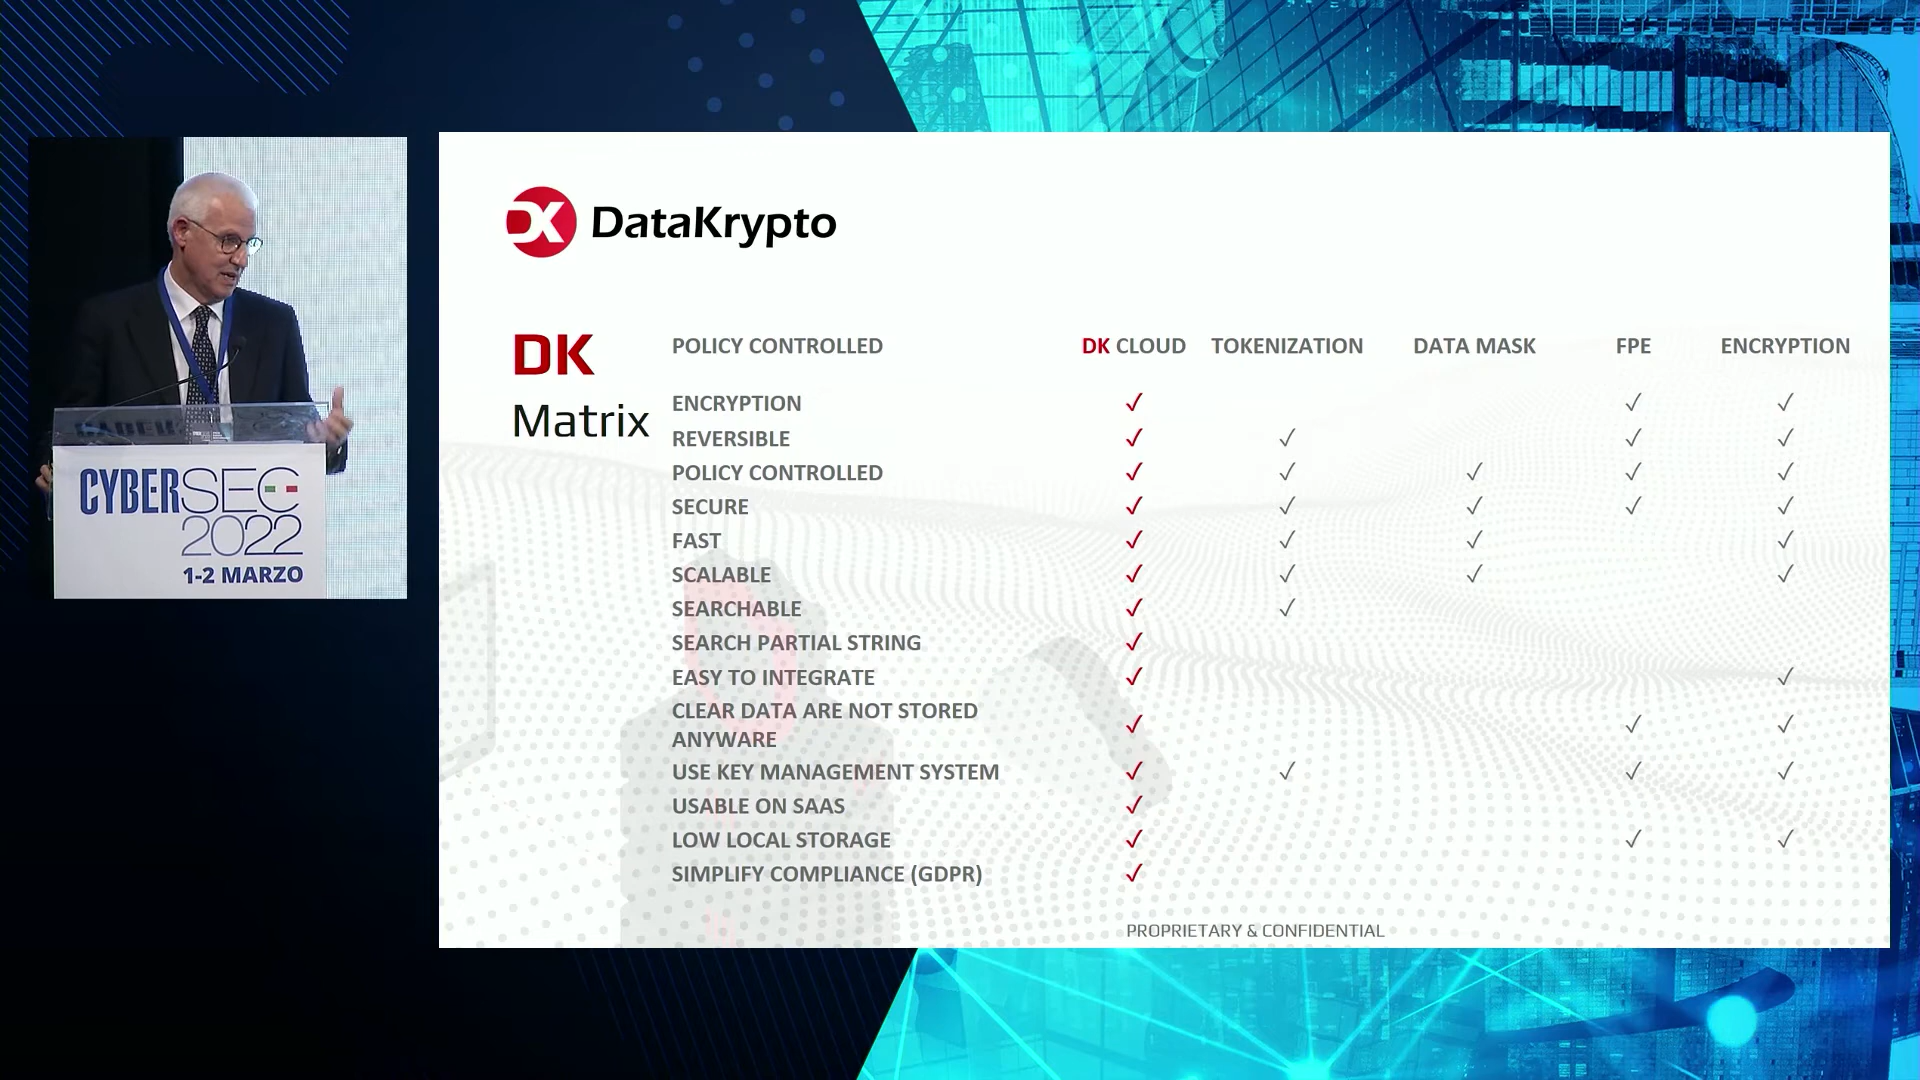 DX DataKrypto
DK
Matrix
POLICY CONTROLLED DK CLOUD TOKENIZATION DATA MASK FPE ENCRYPTION
ENCRYPTION ✓ ✓ ✓
REVERSIBLE ✓ ✓ ✓ ✓
POLICY CONTROLLED ✓ ✓ ✓ ✓ ✓
SECURE ✓ ✓ ✓ ✓ ✓
FAST ✓ ✓ ✓ ✓
SCALABLE ✓ ✓ ✓ ✓
SEARCHABLE ✓ ✓
SEARCH PARTIAL STRING ✓
EASY TO INTEGRATE ✓ ✓
CLEAR DATA ARE NOT STORED
ANYWARE ✓ ✓ ✓
USE KEY MANAGEMENT SYSTEM ✓ ✓ ✓ ✓
USABLE ON SAAS ✓
LOW LOCAL STORAGE ✓ ✓ ✓
SIMPLIFY COMPLIANCE (GDPR) ✓
PROPRIETARY & CONFIDENTIAL
CYBERSEC
2022
1-2 MARZO